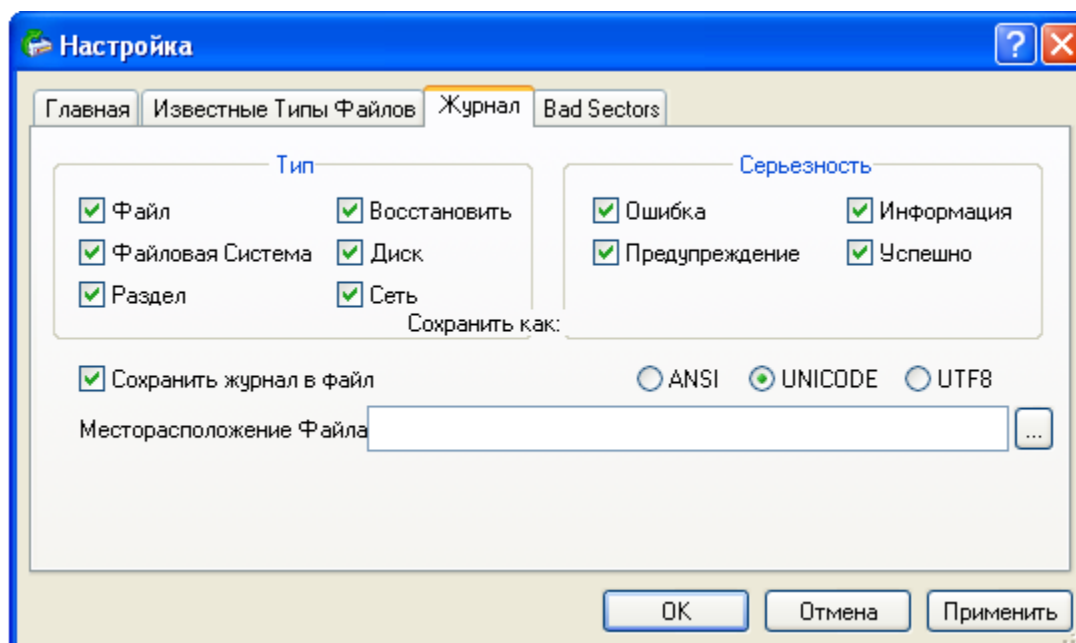 Настройка
Главная Известные Типы Файлов Журнал Bad Sectors
Тип
Файл Восстановить
Файловая Система Диск
Раздел Сеть
Серьезность
Ошибка Информация
Предупреждение Успешно
Сохранить как:
Сохранить журнал в файл ANSI UNICODE UTF8
Месторасположение Файла ...
OK Отмена Применить